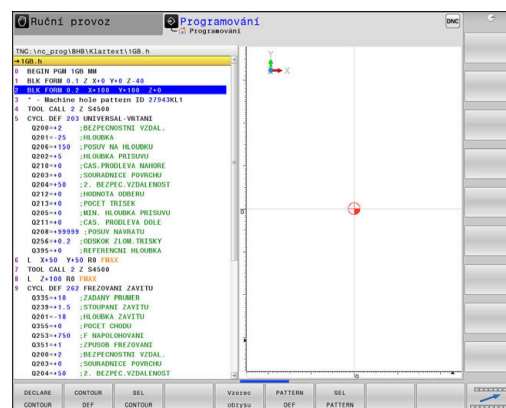 Ruční provoz
Programování
Programování
DNC
TNC:\nc_prog\BHB\Klartext\1GB.h
→1GB.h
0 BEGIN PGM 1GB MM
1 BLK FORM 0.1 Z X+0 Y+0 Z-40
2 BLK FORM 0.2 X+100 Y+100 Z+0
3 * - Machine hole pattern ID 27943KL1
4 TOOL CALL 2 Z S4500
5 CYCL DEF 203 UNIVERSAL-VRTANI
Q200=+2 ;BEZPECNOSTNI VZDAL.
Q201=-25 ;HLOUBKA
Q206=+150 ;POSUV NA HLOUBKU
Q202=+5 ;HLOUBKA PRISUVU
Q210=+0 ;CAS.PRODLEVA NAHORE
Q203=+0 ;SOURADNICE POVRCHU
Q204=+50 ;2. BEZPEC.VZDALENOST
Q212=+0 ;HODNOTA ODBERU
Q213=+0 ;POCET TRISEK
Q205=+0 ;MIN. HLOUBKA PRISUVU
Q211=+0 ;CAS. PRODLEVA DOLE
Q208=+99999 ;POSUV NAVRATU
Q256=+0.2 ;ODSKOK ZLOM.TRISKY
Q395=+0 ;REFERENCNI HLOUBKA
6 L X+50 Y+50 R0 FMAX
7 TOOL CALL 2 Z S4500
8 L Z+100 R0 FMAX
9 CYCL DEF 262 FREZOVANI ZAVITU
Q335=+10 ;ZADANY PRUMER
Q239=+1.5 ;STOUPANI ZAVITU
Q201=-18 ;HLOUBKA ZAVITU
Q355=+0 ;POCET CHODU
Q253=+750 ;F NAPOLOHOVANI
Q351=+1 ;ZPUSOB FREZOVANI
Q200=+2 ;BEZPECNOSTNI VZDAL.
Q203=+0 ;SOURADNICE POVRCHU
Q204=+50 ;2. BEZPEC.VZDALENOST
Y
X
0
0
DECLARE CONTOUR
CONTOUR DEF
SEL CONTOUR
Vzorec obrysu
PATTERN DEF
SEL PATTERN